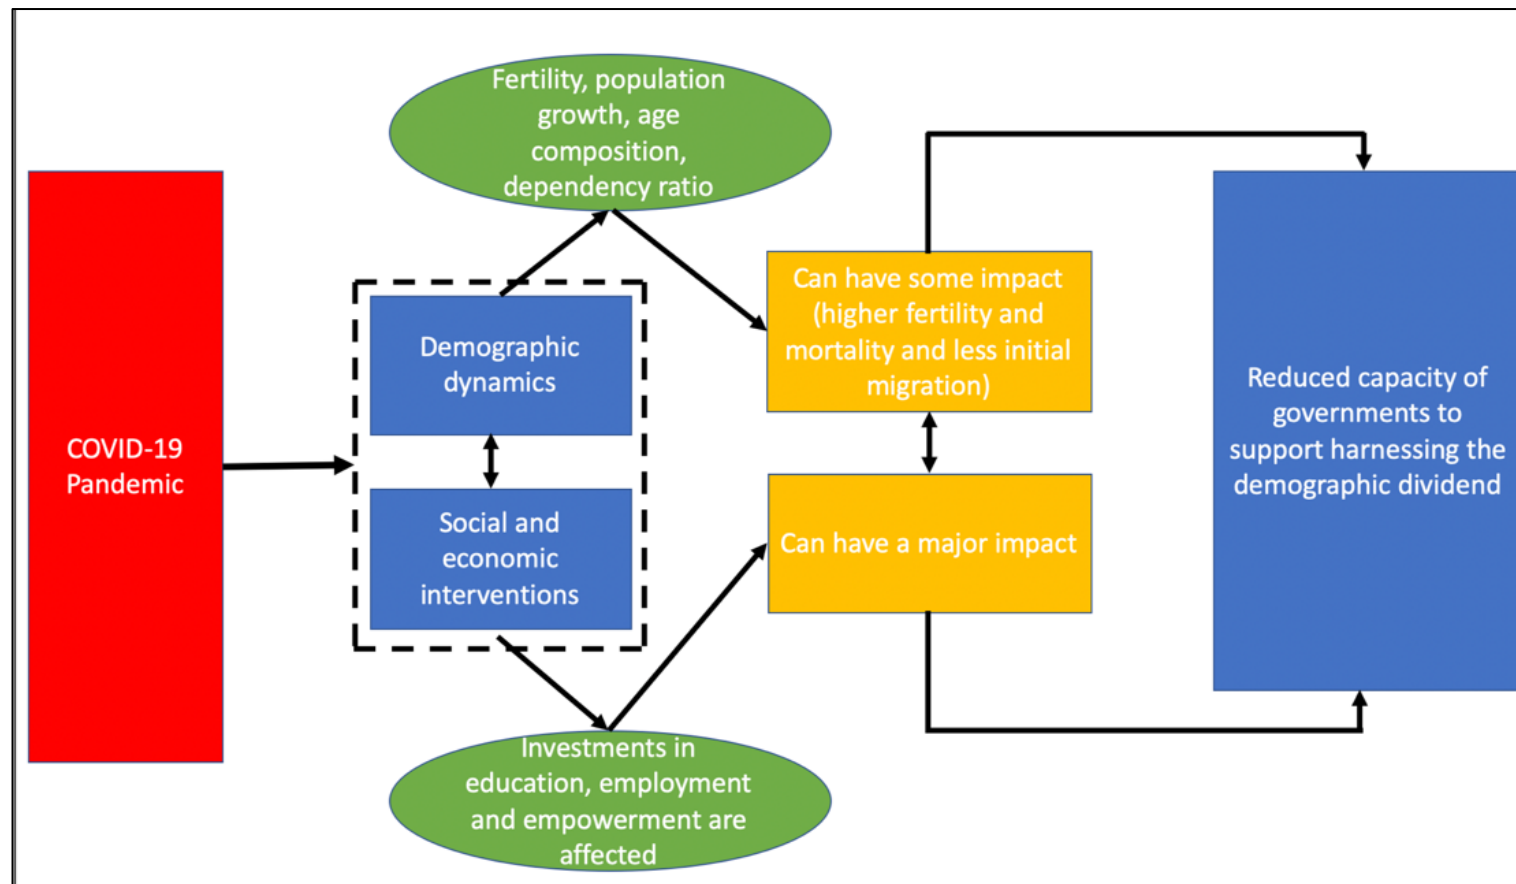 COVID-19
Pandemic
Fertility, population
growth, age
composition,
dependency ratio
Demographic
dynamics
Social and
economic
interventions
Investments in
education, employment
and empowerment are
affected
Can have some impact
(higher fertility and
mortality and less initial
migration)
Can have a major impact
Reduced capacity of
governments to
support harnessing the
demographic dividend